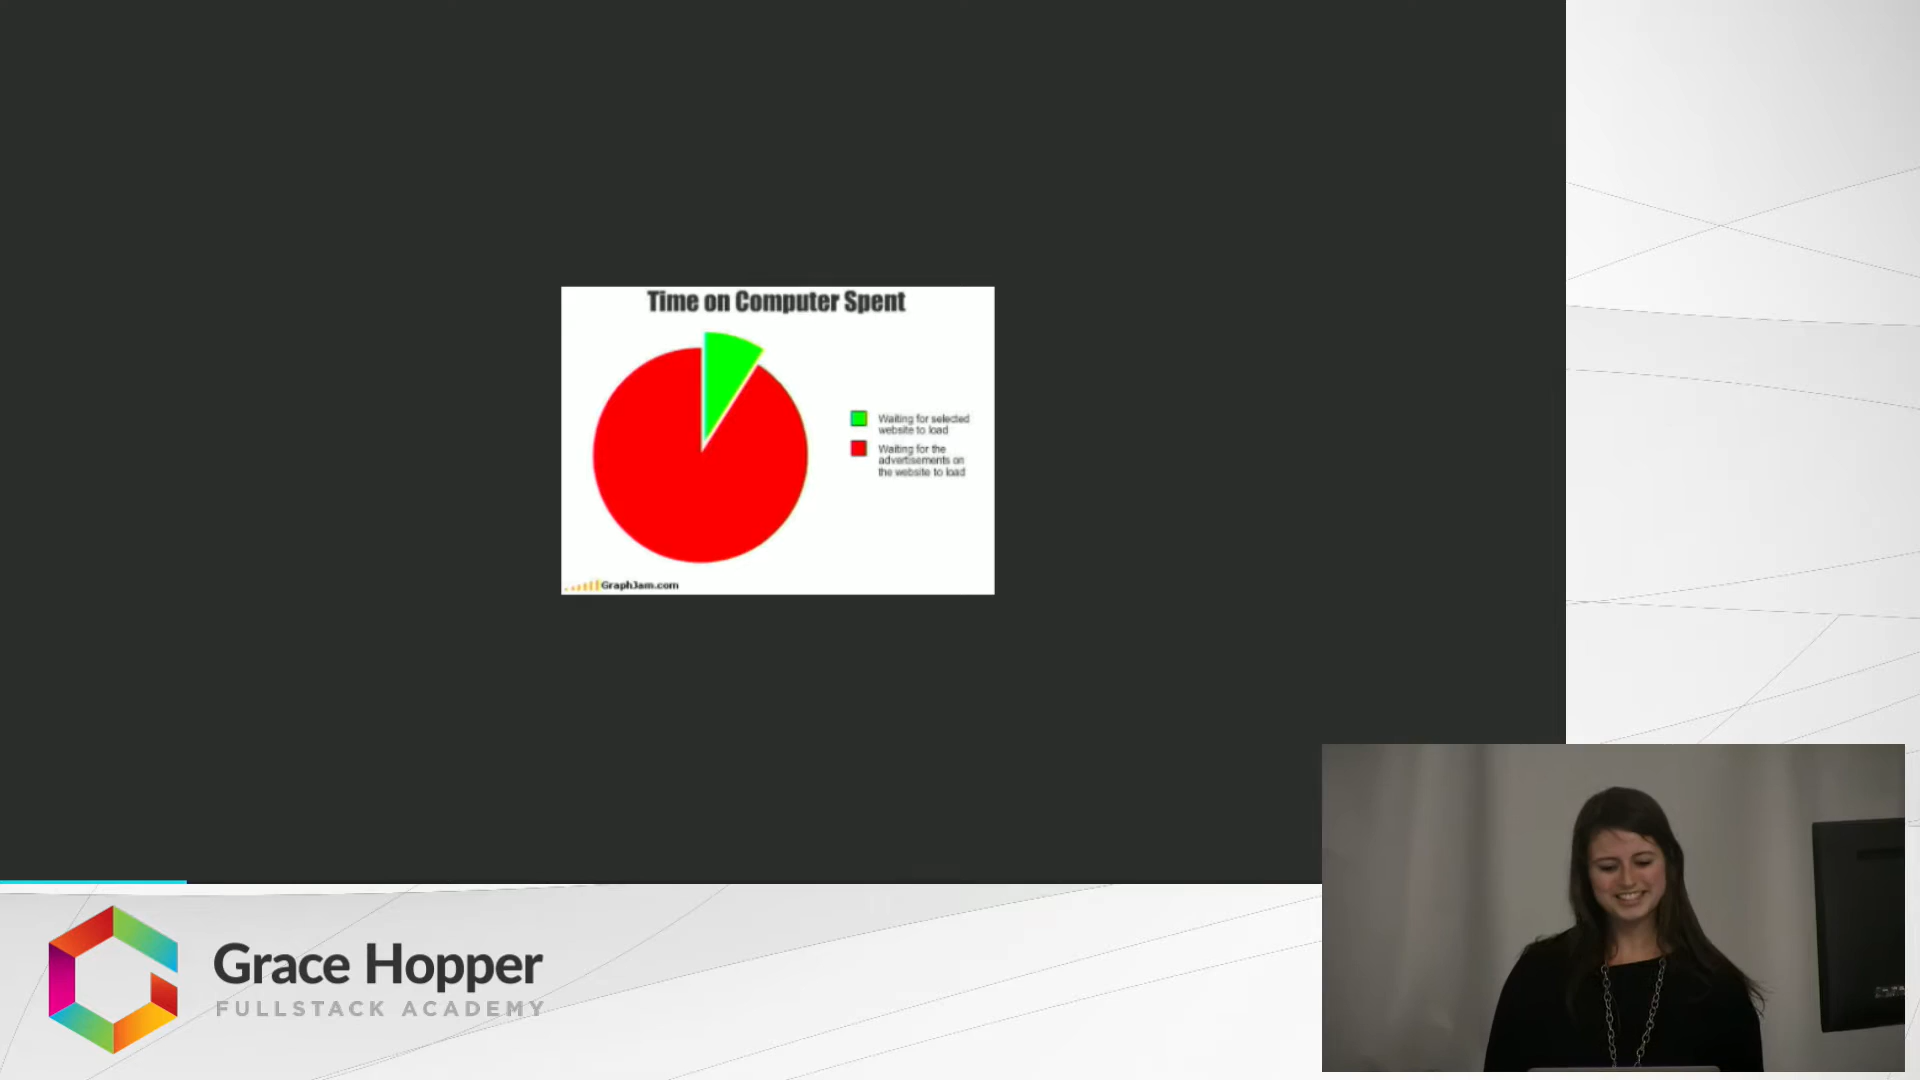 Time on Computer Spent
Waiting for selected
website to load
Waiting for the
advertisements on
the website to load
GraphJam.com
Grace Hopper
FULLSTACK ACADEMY